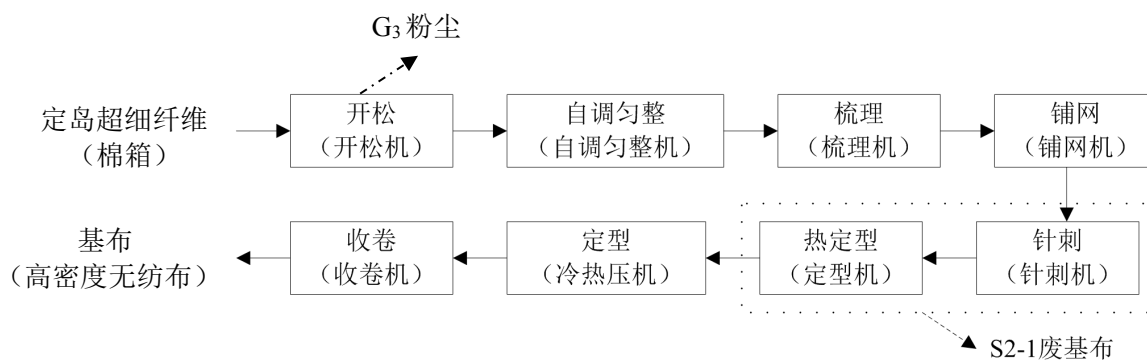 G3粉尘
定岛超细纤维
（棉箱）
开松
（开松机）
自调匀整
（自调匀整机）
梳理
（梳理机）
铺网
（铺网机）
基布
（高密度无纺布）
收卷
（收卷机）
定型
（冷热压机）
热定型
（定型机）
针刺
（针刺机）
S2-1废基布